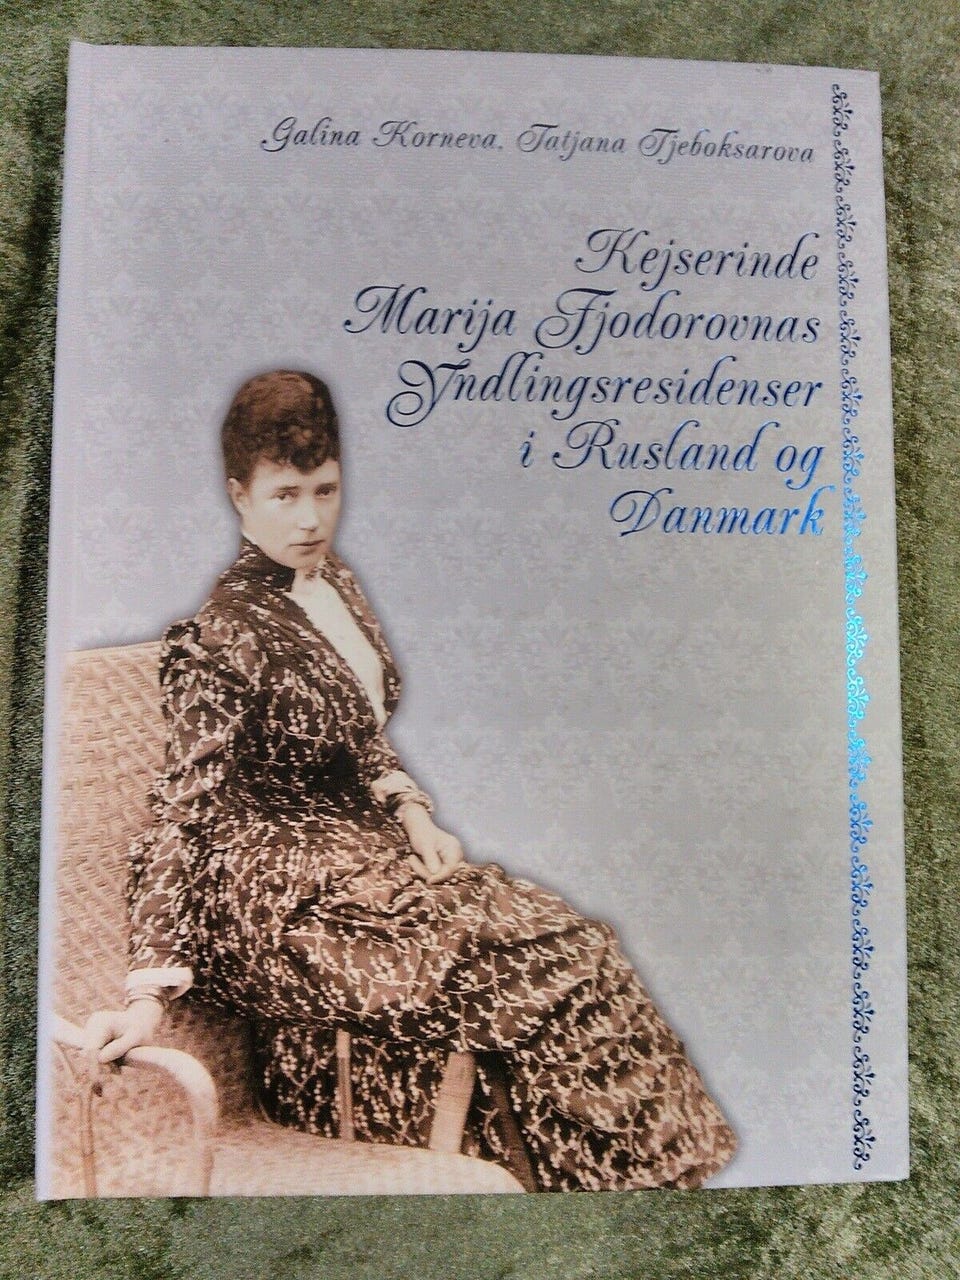 Galina Korneva, Tatjana Tjeboksarova
Kejserinde
Marija Fjodorovnas
Yndlingsresidenser
i Rusland og
Danmark